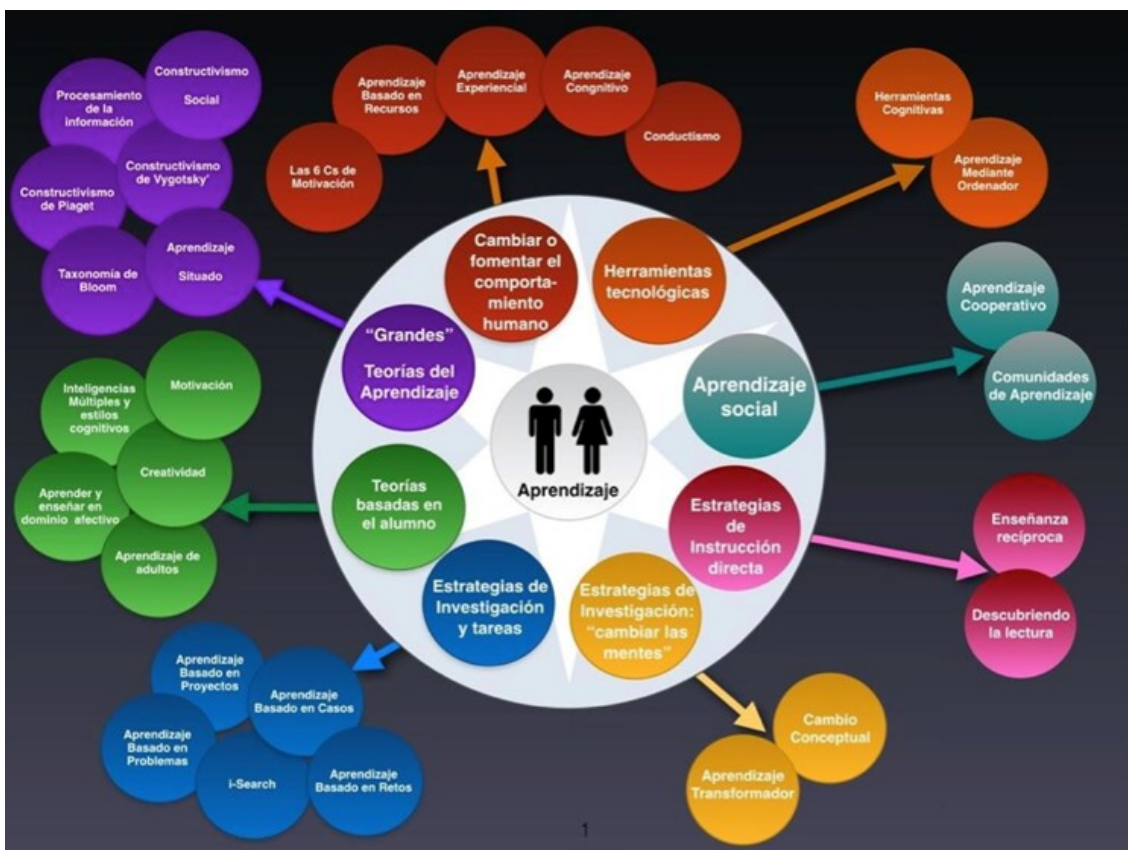 Constructivismo
Social
Procesamiento
de la
información
Constructivismo
de Vygotsky’
Constructivismo
de Piaget
Aprendizaje
Situado
Taxonomía de
Bloom
Aprendizaje
Basado en
Recursos
Aprendizaje
Experiencial
Aprendizaje
Congnitivo
Conductismo
Las 6 Cs de
Motivación
Herramientas
Cognitivas
Aprendizaje
Mediante
Ordenador
Cambiar o
fomentar el
comporta-
miento
humano
Herramientas
tecnológicas
“Grandes”
Teorías del
Aprendizaje
Aprendizaje
social
Aprendizaje
Cooperativo
Comunidades
de Aprendizaje
Inteligencias
Múltiples y
estilos
cognitivos
Motivación
Creatividad
Aprender y
enseñar en
dominio afectivo
Aprendizaje de
adultos
Teorías
basadas en
el alumno
Aprendizaje
Estrategias
de
Instrucción
directa
Enseñanza
recíproca
Descubriendo
la lectura
Estrategias de
Investigación
y tareas
Estrategias de
Investigación:
“cambiar las
mentes”
Aprendizaje
Basado en
Proyectos
Aprendizaje
Basado en Casos
Aprendizaje
Basado en
Problemas
i-Search
Aprendizaje
Basado en Retos
Cambio
Conceptual
Aprendizaje
Transformador
1